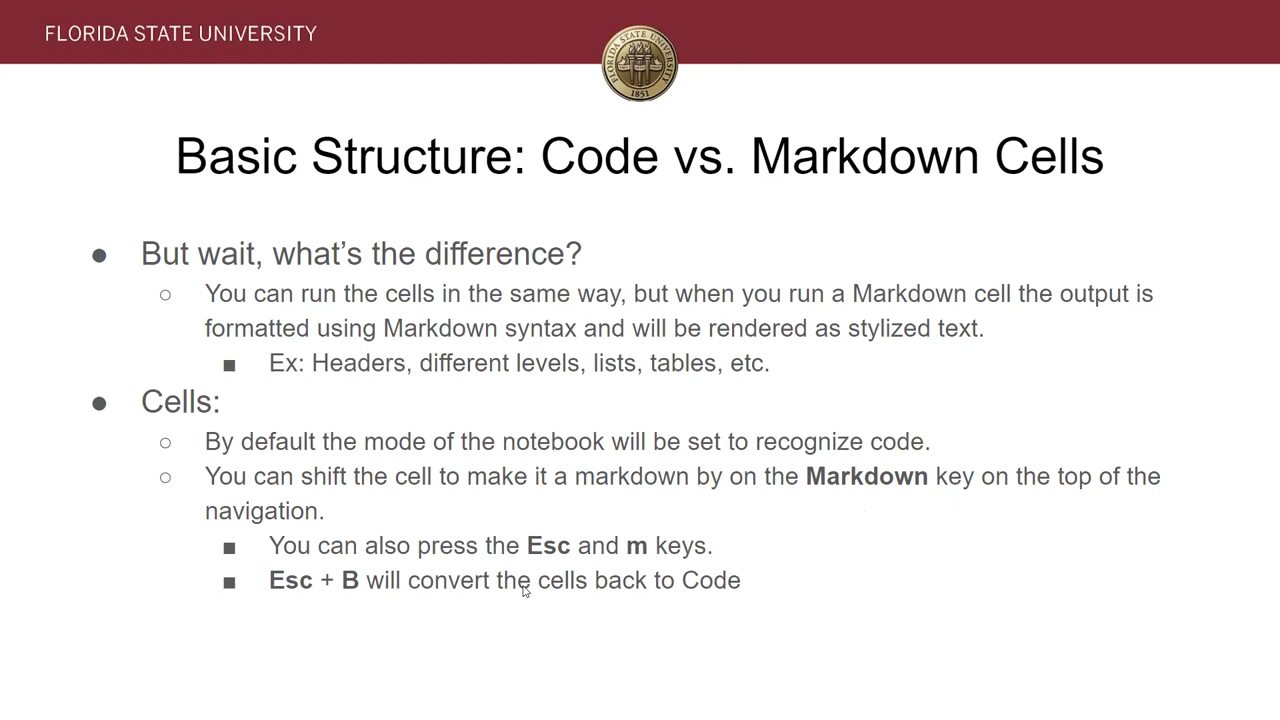 FLORIDA STATE UNIVERSITY
FLORIDA STATE UNIVERSITY
1851
Basic Structure: Code vs. Markdown Cells
● But wait, what's the difference?
○ You can run the cells in the same way, but when you run a Markdown cell the output is
formatted using Markdown syntax and will be rendered as stylized text.
■ Ex: Headers, different levels, lists, tables, etc.
● Cells:
○ By default the mode of the notebook will be set to recognize code.
○ You can shift the cell to make it a markdown by on the Markdown key on the top of the
navigation.
■ You can also press the Esc and m keys.
■ Esc + B will convert the cells back to Code